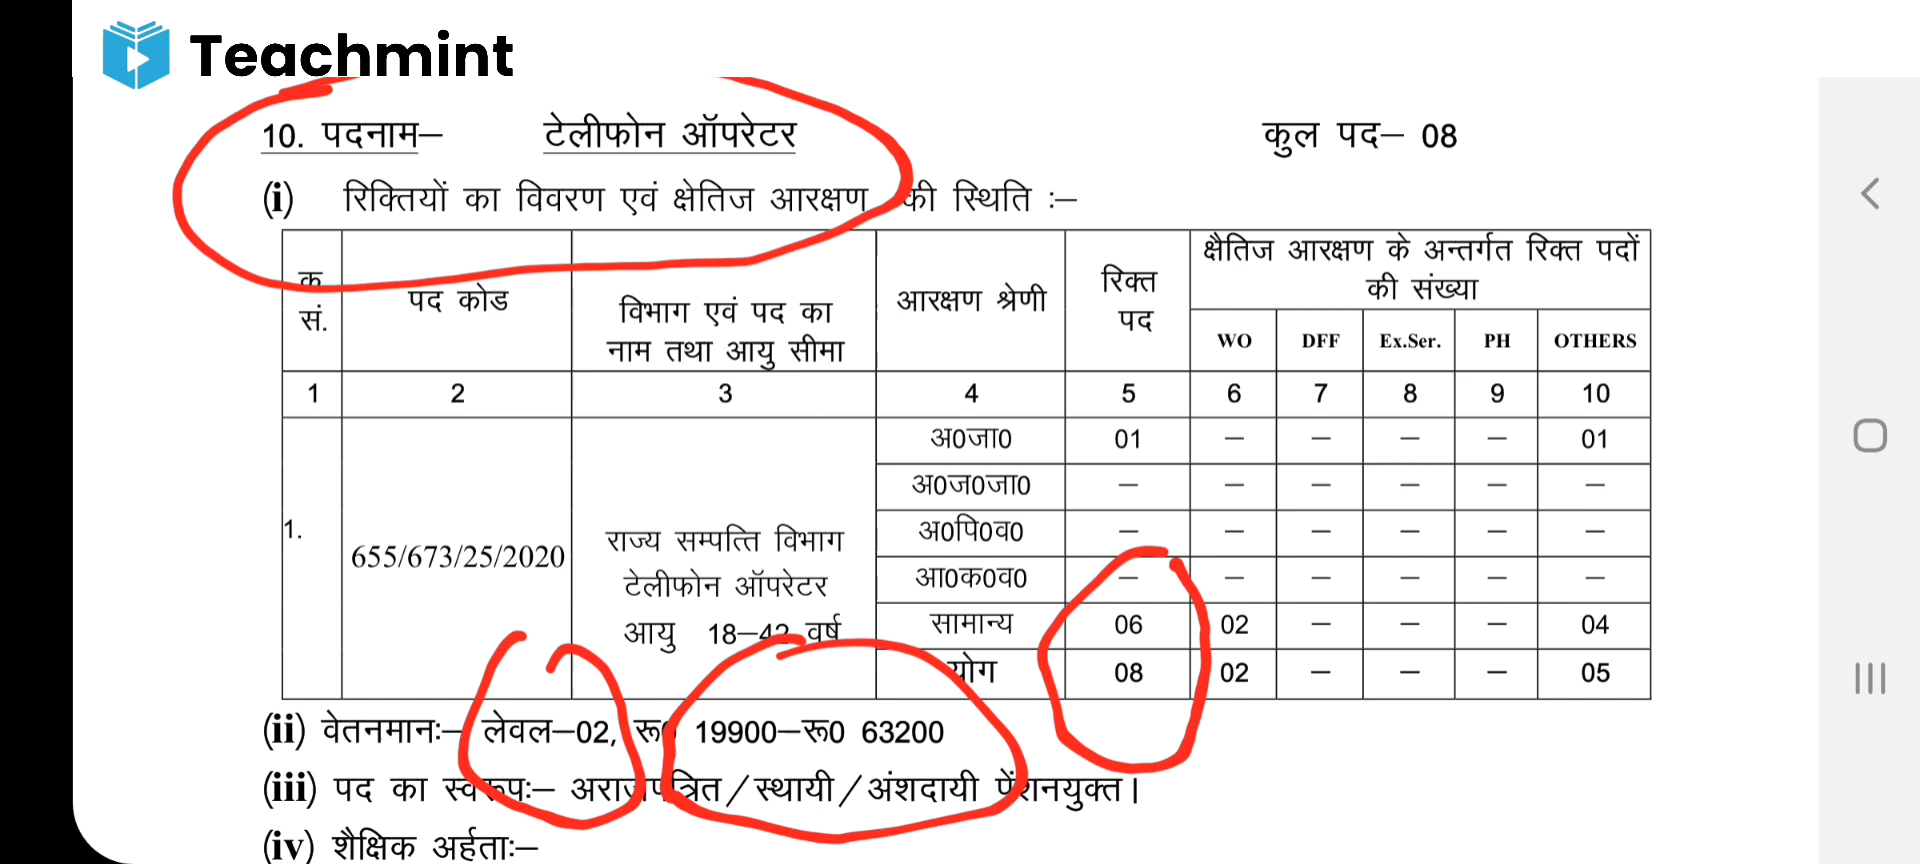 Teachmint
10. पदनाम– टेलीफोन ऑपरेटर कुल पद– 08
(i) रिक्तियों का विवरण एवं क्षेतिज आरक्षण की स्थिति :–
क सं. पद कोड विभाग एवं पद का नाम तथा आयु सीमा आरक्षण श्रेणी रिक्त पद क्षैतिज आरक्षण के अन्तर्गत रिक्त पदों की संख्या
WO DFF Ex.Ser. PH OTHERS
1 2 3 4 5 6 7 8 9 10
1. 655/673/25/2020 राज्य सम्पत्ति विभाग टेलीफोन ऑपरेटर आयु 18–42 वर्ष
अ0जा0 01 – – – – 01
अ0ज0जा0 – – – – – –
अ0पि0व0 – – – – – –
आ0क0व0 – – – – – –
सामान्य 06 02 – – – 04
योग 08 02 – – – 05
(ii) वेतनमानः– लेवल–02, रू0 19900–रू0 63200
(iii) पद का स्वरूपः– अराजपत्रित/स्थायी/अंशदायी पेंशनयुक्त।
(iv) शैक्षिक अर्हताः–